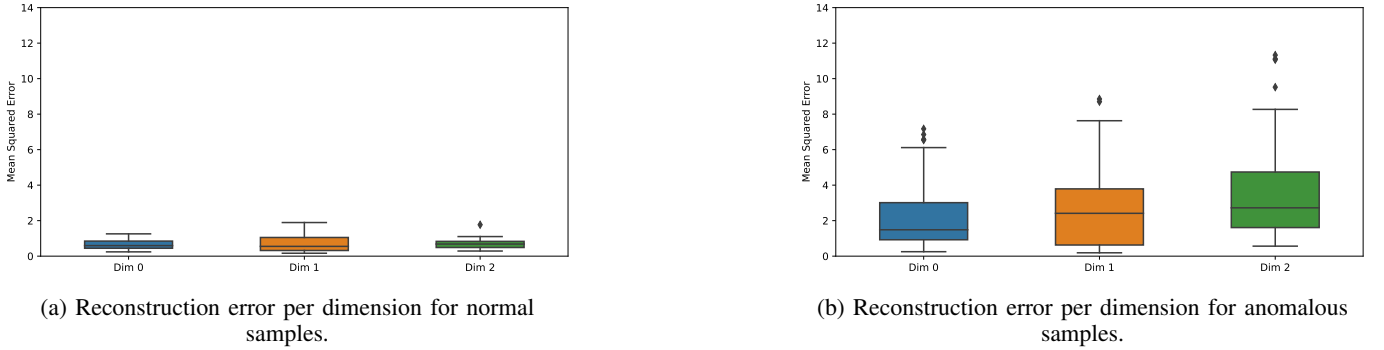 14
12
10
8
6
4
2
0
Mean Squared Error
Dim 0 Dim 1 Dim 2
(a) Reconstruction error per dimension for normal
samples.
14
12
10
8
6
4
2
0
Mean Squared Error
Dim 0 Dim 1 Dim 2
(b) Reconstruction error per dimension for anomalous
samples.